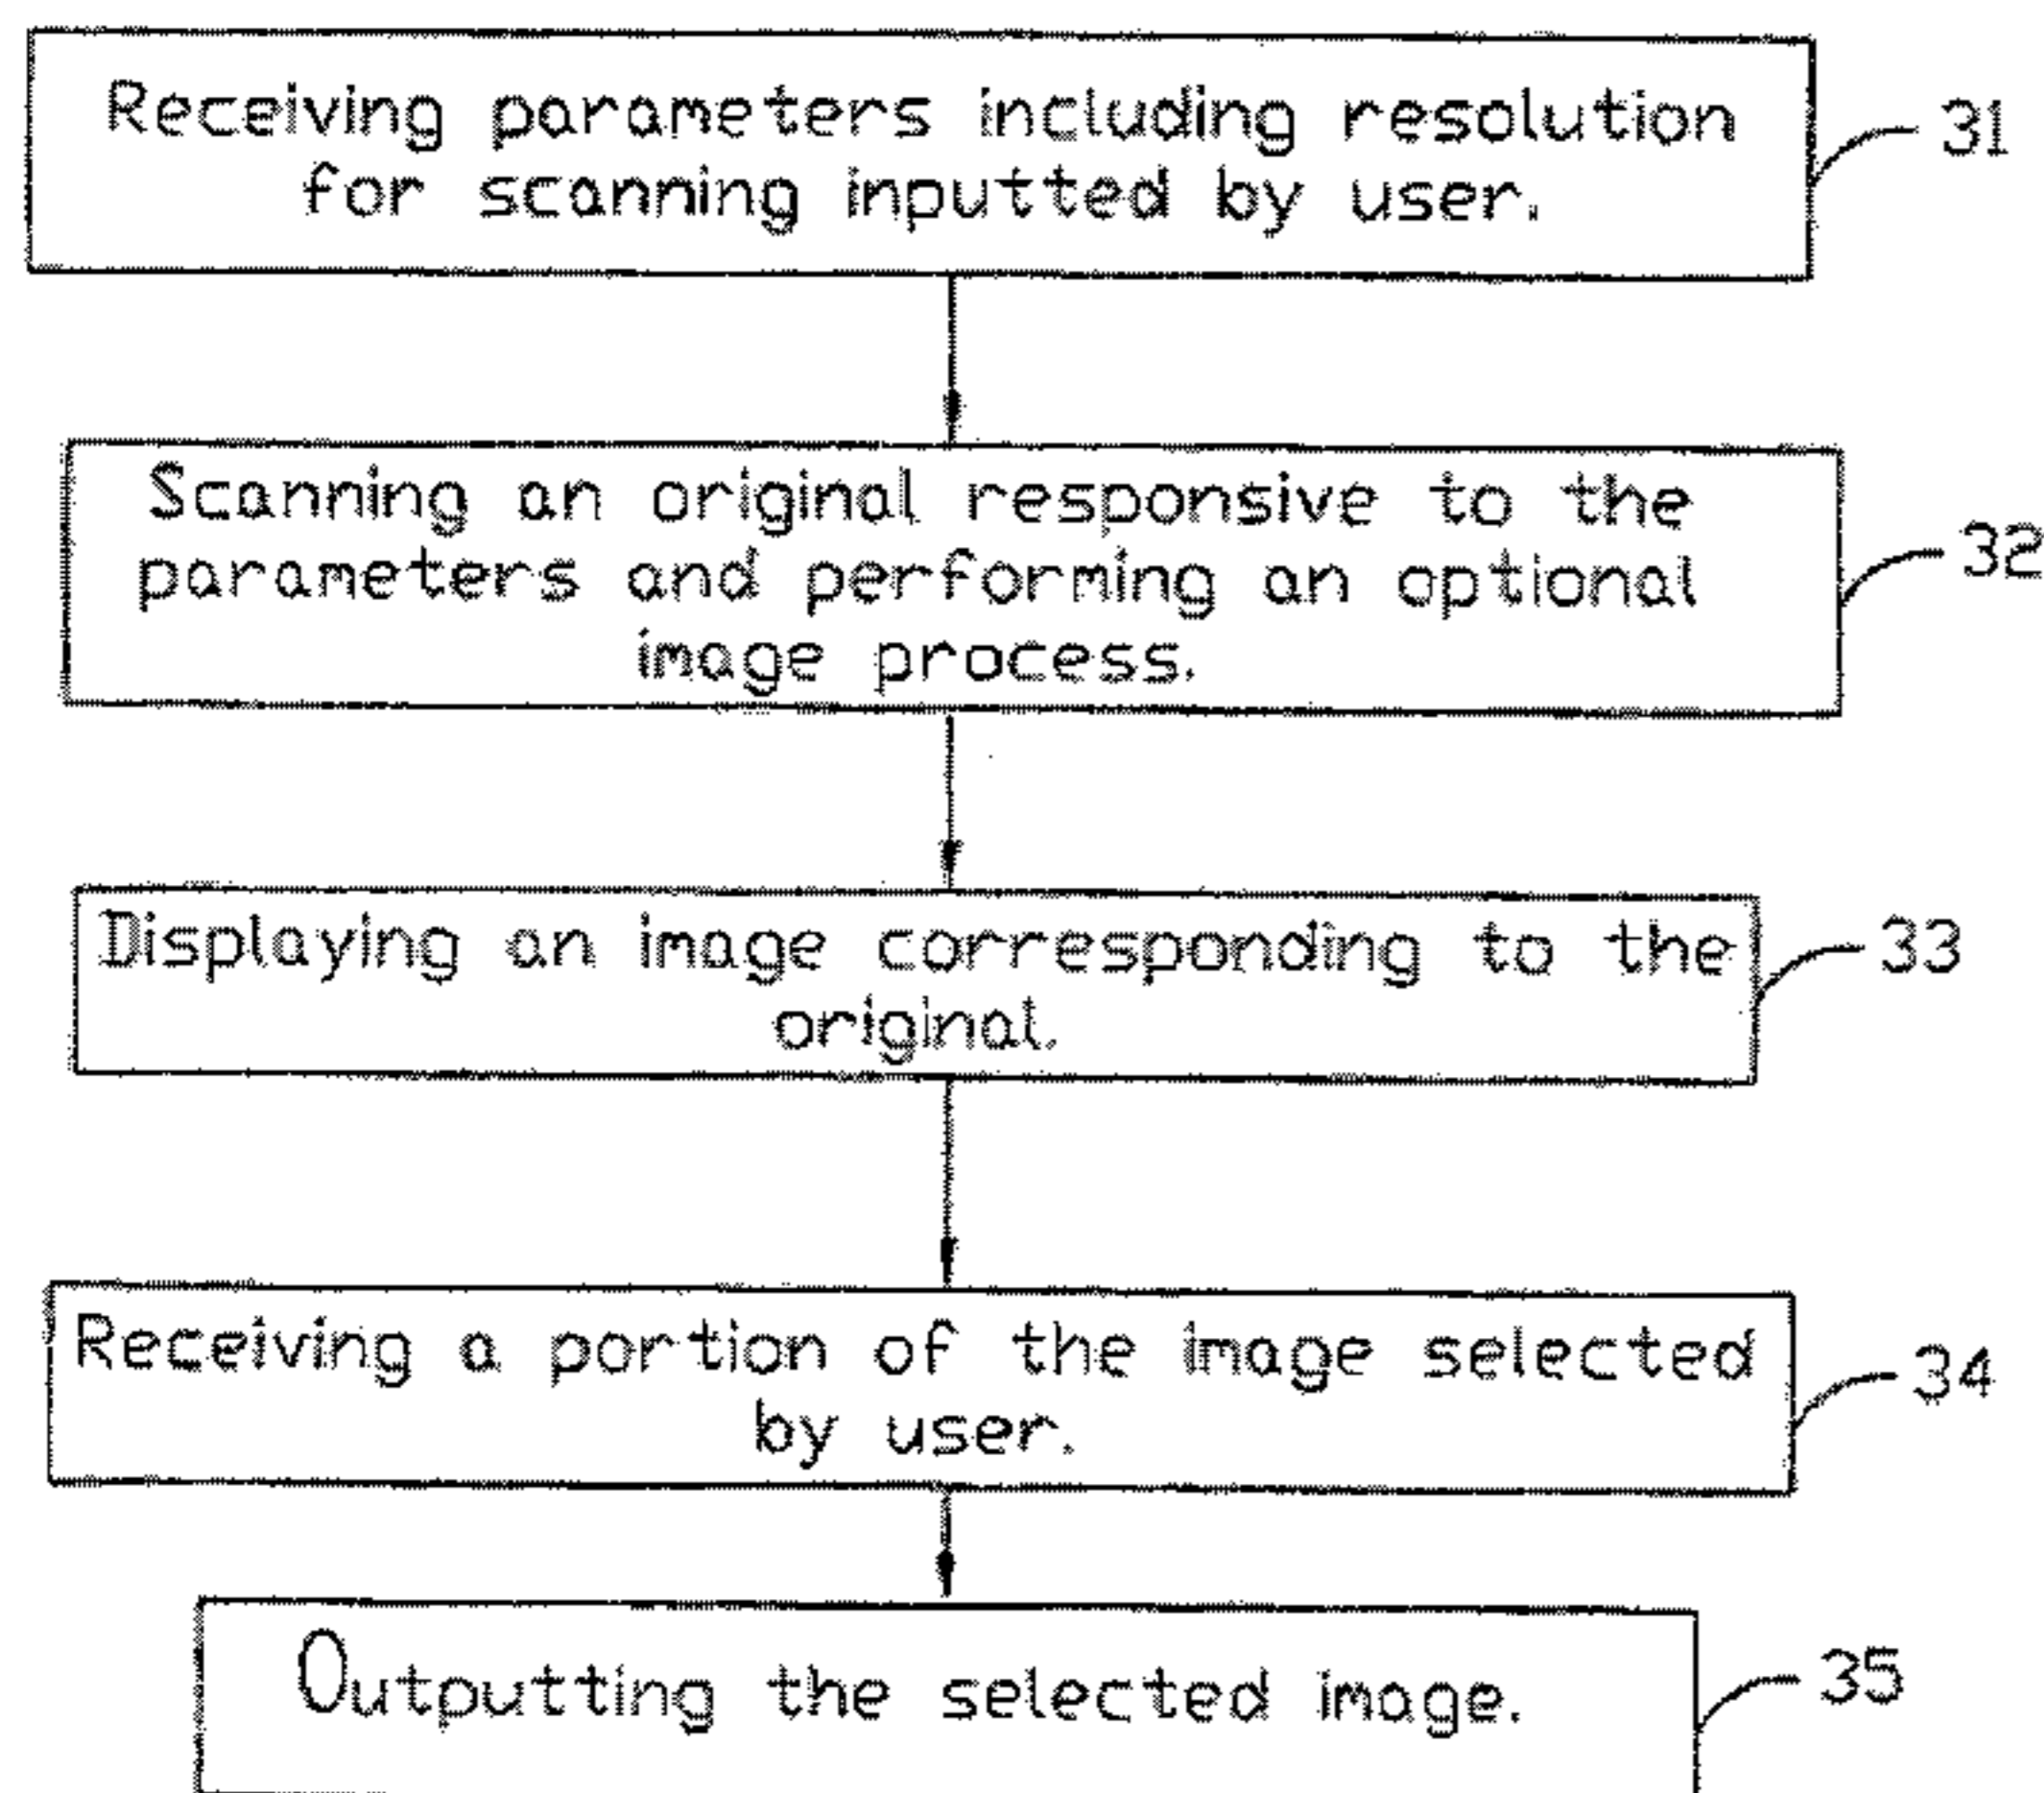 Receiving parameters including resolution
for scanning inputted by user.
31
Scanning an original responsive to the
parameters and performing an optional
image process.
32
Displaying an image corresponding to the
original.
33
Receiving a portion of the image selected
by user.
34
Outputting the selected image.
35